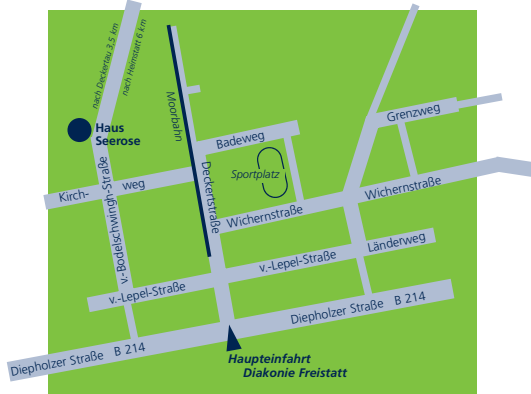 nach Deckertau 3,5 km
nach Heimstatt 6 km
Moorbahn
Grenzweg
Haus
Seerose
Badeweg
Deckertstraße
Sportplatz
Kirch-
weg
v.-Bodelschwingh-Straße
Wichernstraße
Wichernstraße
Länderweg
v.-Lepel-Straße
v.-Lepel-Straße
Diepholzer Straße B 214
Diepholzer Straße B 214
Haupteinfahrt
Diakonie Freistatt